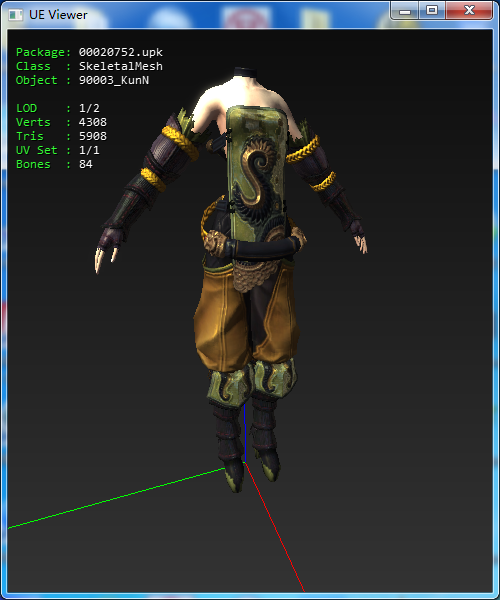 UE Viewer
Package: 00020752.upk
Class : SkeletalMesh
Object : 90003_KunN
LOD : 1/2
Verts : 4308
Tris : 5908
UV Set : 1/1
Bones : 84